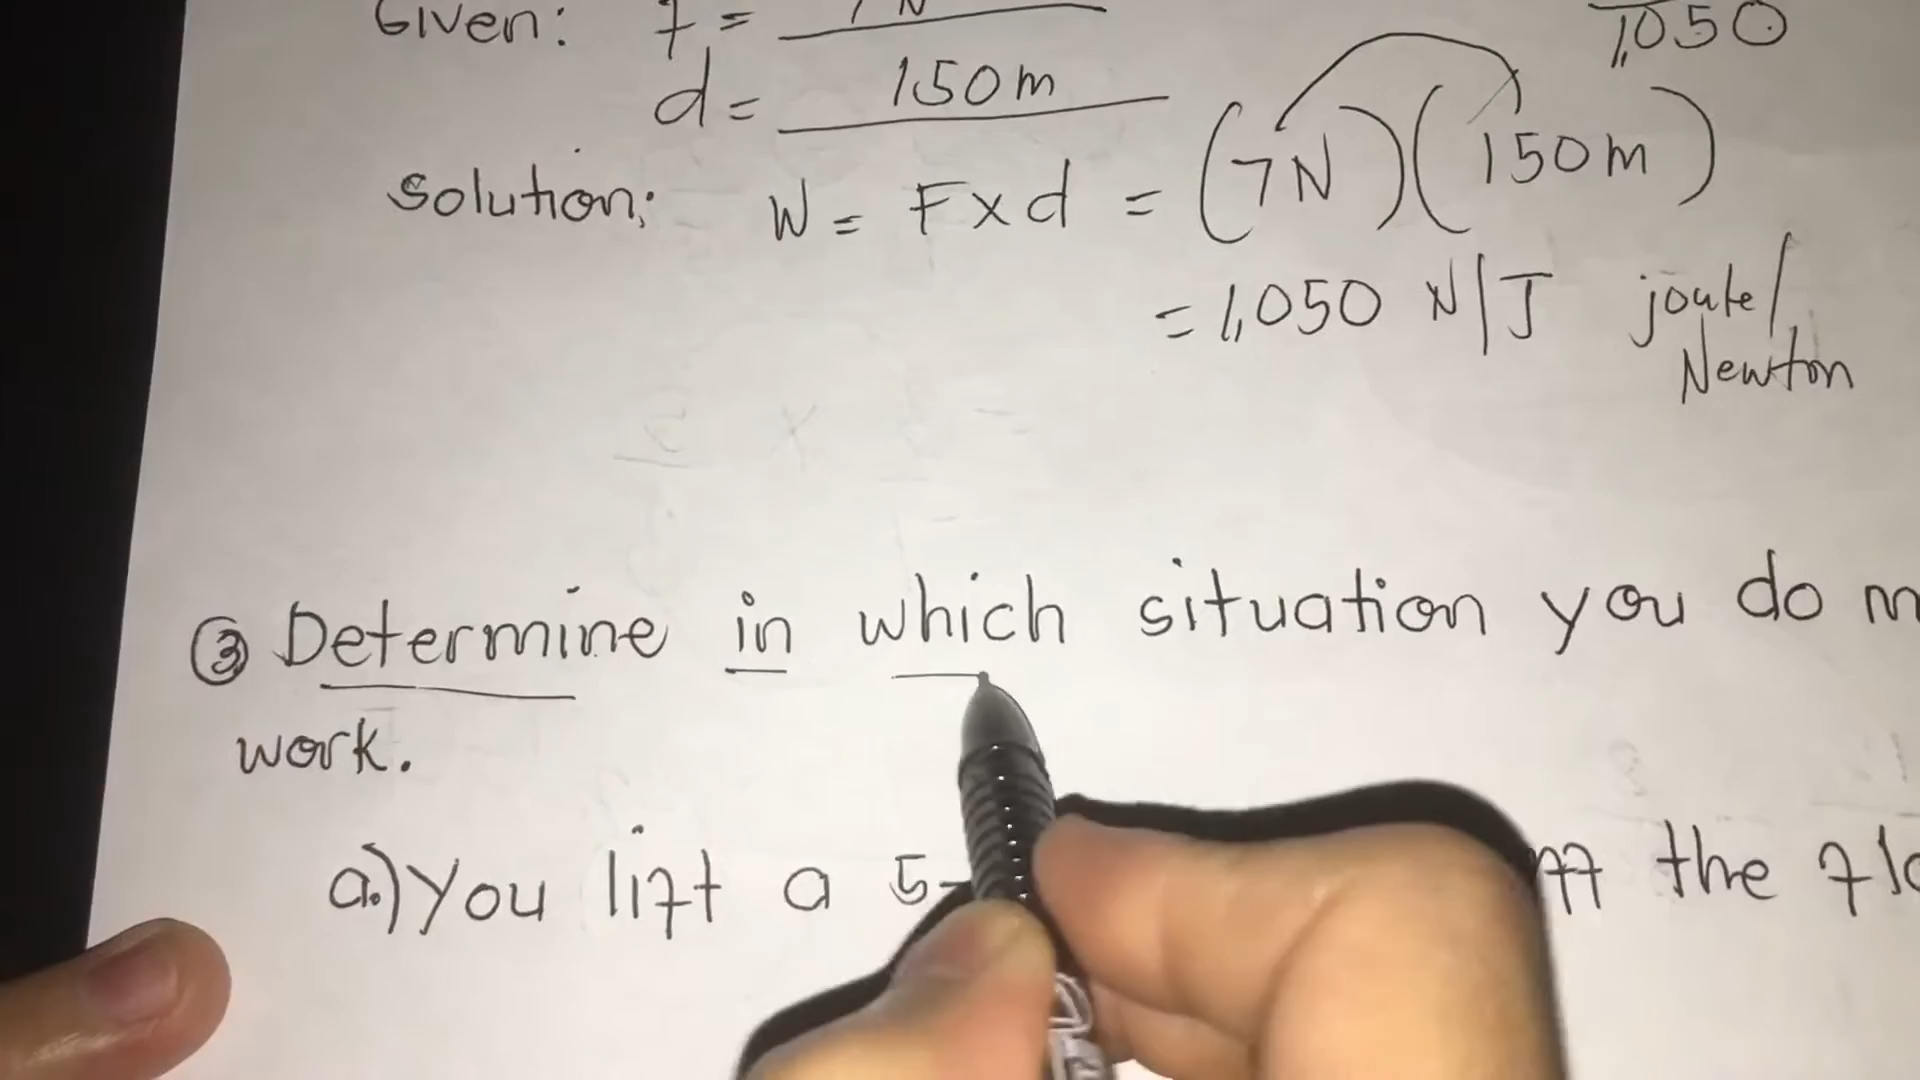 Given: f =
1,050
d = 150m
Solution: W = F x d = (7N)(150m)
= 1,050 N/J joule/
Newton
③ Determine in which situation you do
work.
a.) You lift a 5- the